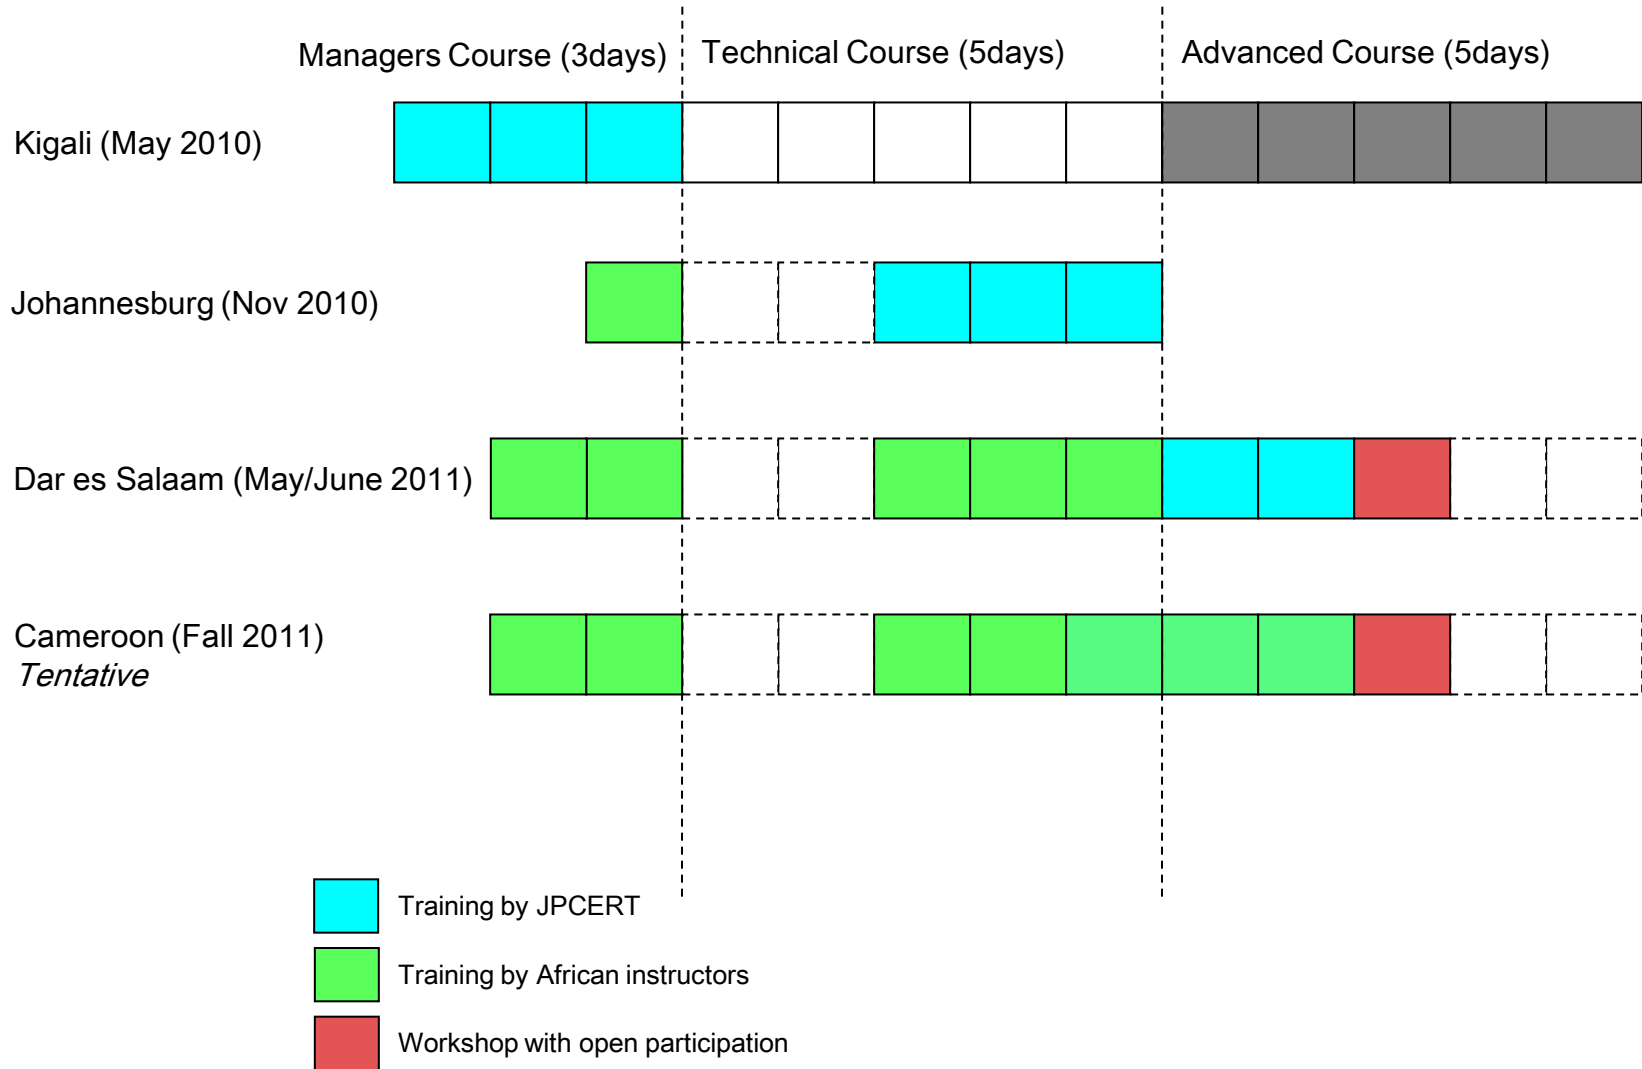 Managers Course (3days)
Technical Course (5days)
Advanced Course (5days)
Kigali (May 2010)
Johannesburg (Nov 2010)
Dar es Salaam (May/June 2011)
Cameroon (Fall 2011)
Tentative
Training by JPCERT
Training by African instructors
Workshop with open participation